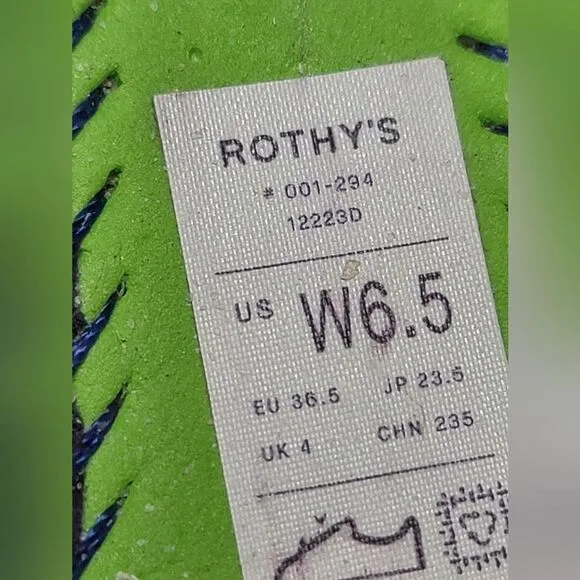 ROTHY'S
# 001-294
12223D
US W6.5
EU 36.5 JP 23.5
UK 4 CHN 235